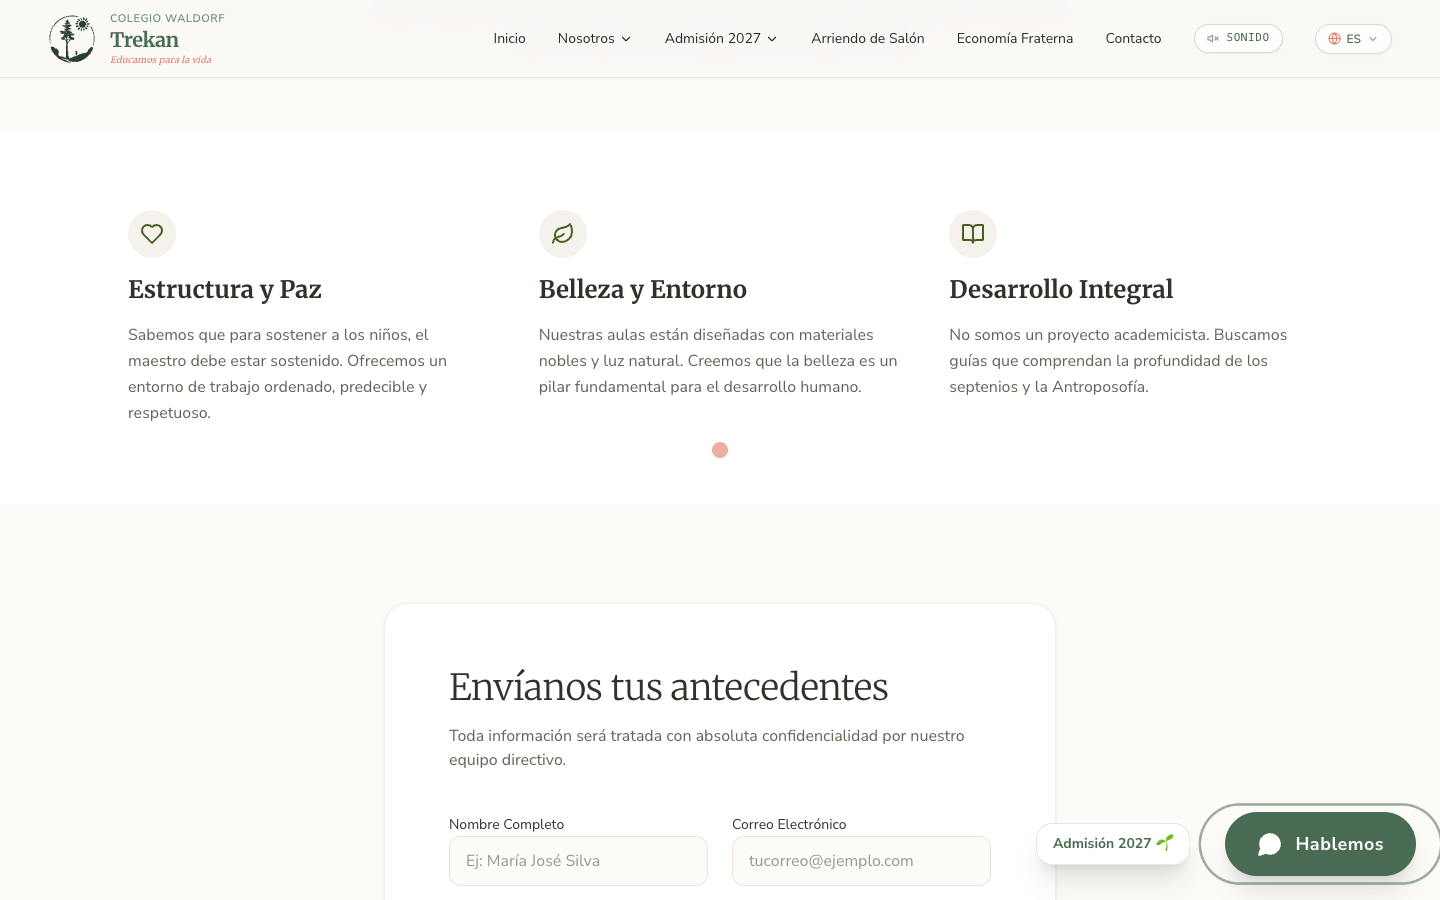 COLEGIO WALDORF
Trekan
Educamos para la vida
Inicio
Nosotros
Admisión 2027
Arriendo de Salón
Economía Fraterna
Contacto
SONIDO
ES
Estructura y Paz
Sabemos que para sostener a los niños, el
maestro debe estar sostenido. Ofrecemos un
entorno de trabajo ordenado, predecible y
respetuoso.
Belleza y Entorno
Nuestras aulas están diseñadas con materiales
nobles y luz natural. Creemos que la belleza es un
pilar fundamental para el desarrollo humano.
Desarrollo Integral
No somos un proyecto academicista. Buscamos
guías que comprendan la profundidad de los
septenios y la Antroposofía.
Envíanos tus antecedentes
Toda información será tratada con absoluta confidencialidad por nuestro
equipo directivo.
Nombre Completo
Ej: María José Silva
Correo Electrónico
tucorreo@ejemplo.com
Admisión 2027 🌱
Hablemos